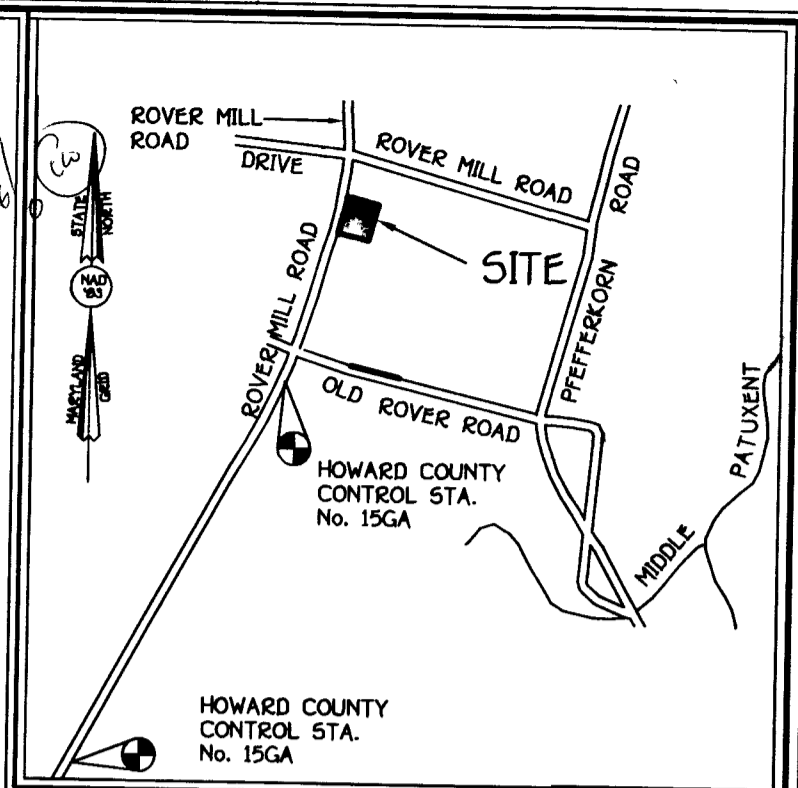 ROVER MILL
ROAD
DRIVE
ROVER MILL ROAD
ROAD
PFEFFERKORN
STATE
NORTH
NAD
'83
MARYLAND
GRID
SITE
ROVER MILL ROAD
OLD ROVER ROAD
PATUXENT
MIDDLE
HOWARD COUNTY
CONTROL STA.
No. 15GA
HOWARD COUNTY
CONTROL STA.
No. 15GA